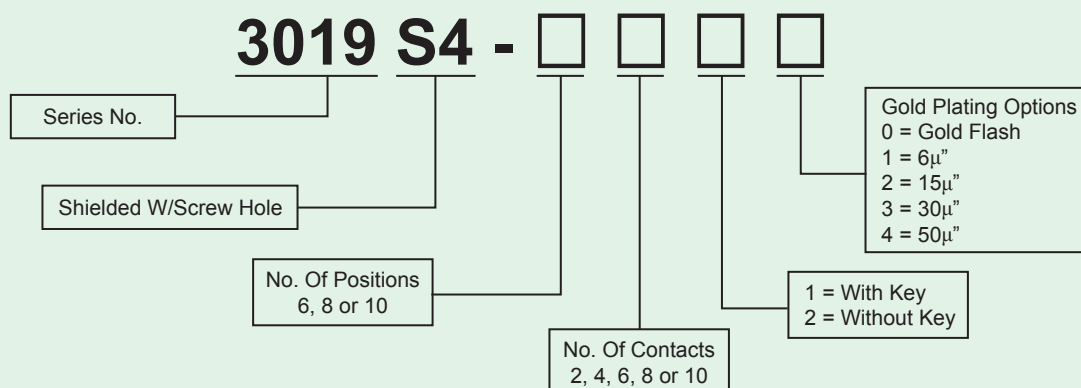 3019 S4 - □ □ □ □
Series No.
Shielded W/Screw Hole
No. Of Positions
6, 8 or 10
No. Of Contacts
2, 4, 6, 8 or 10
1 = With Key
2 = Without Key
Gold Plating Options
0 = Gold Flash
1 = 6μ”
2 = 15μ”
3 = 30μ”
4 = 50μ”